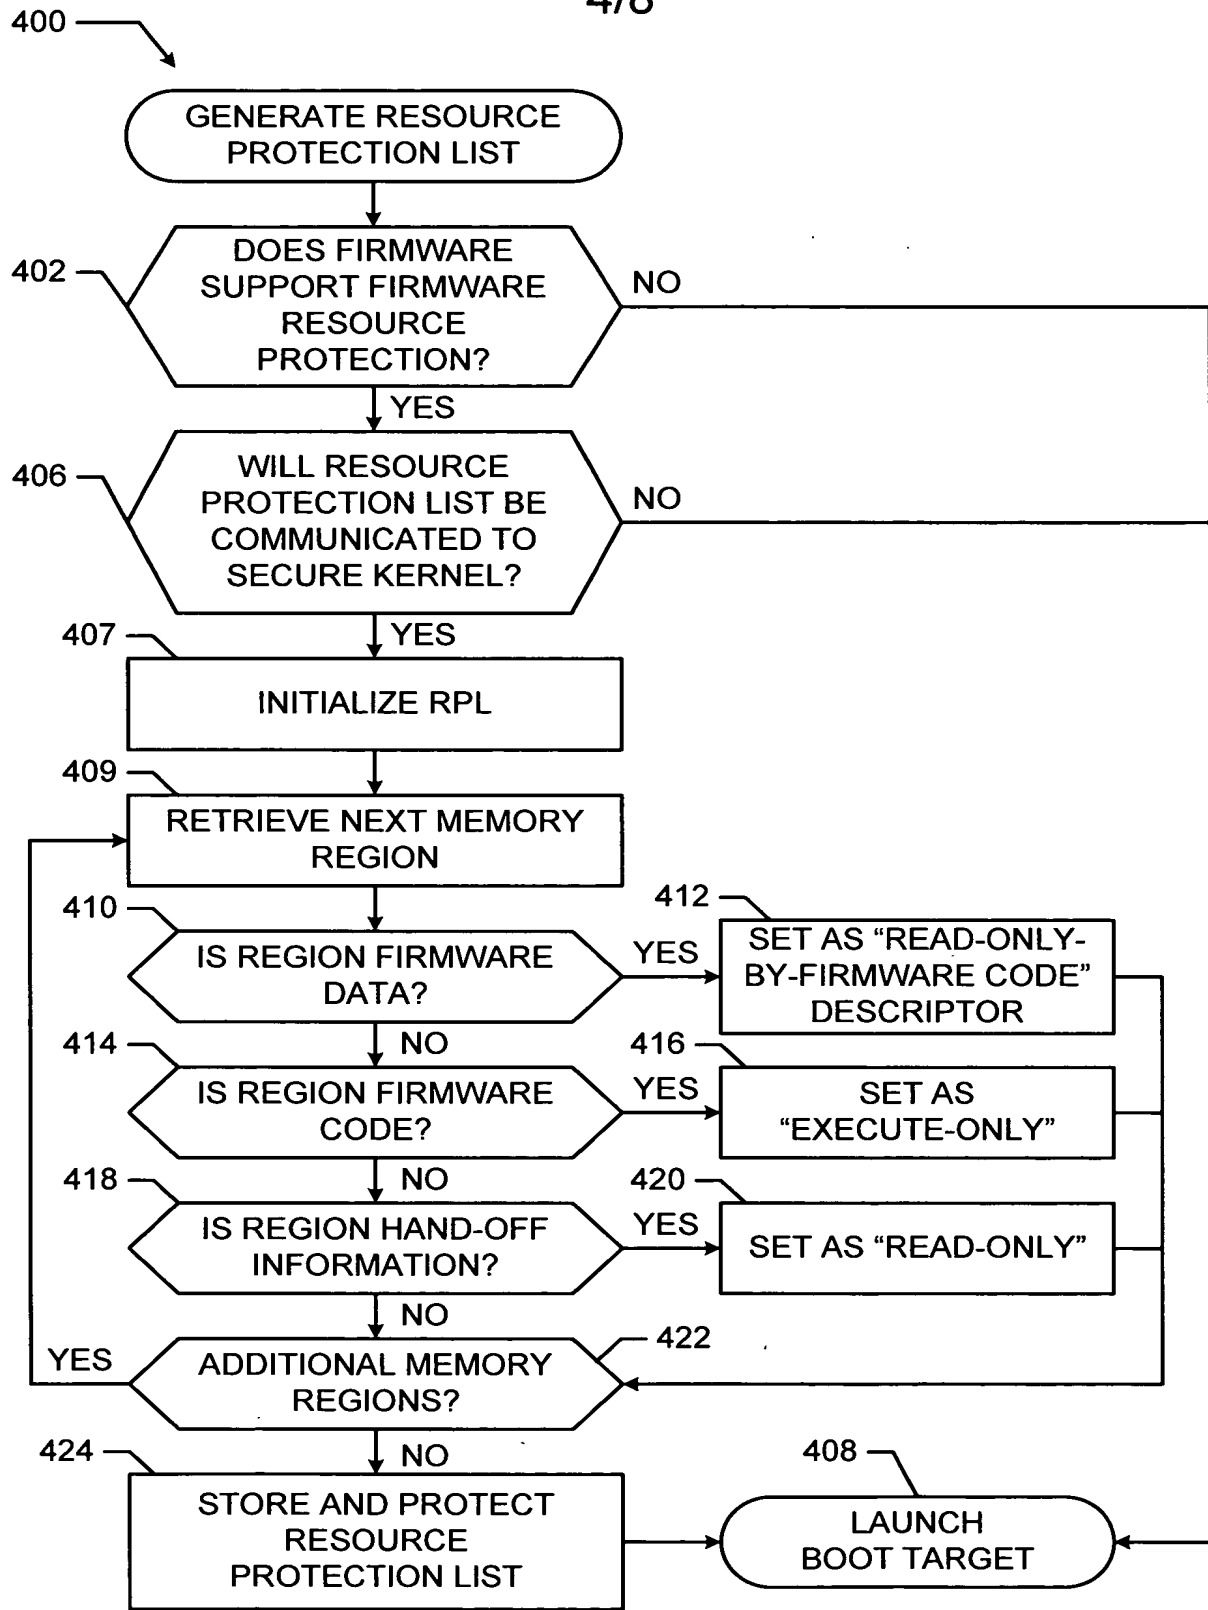 4/8
400
GENERATE RESOURCE
PROTECTION LIST
402
DOES FIRMWARE
SUPPORT FIRMWARE
RESOURCE
PROTECTION?
NO
YES
406
WILL RESOURCE
PROTECTION LIST BE
COMMUNICATED TO
SECURE KERNEL?
NO
YES
407
INITIALIZE RPL
409
RETRIEVE NEXT MEMORY
REGION
410
IS REGION FIRMWARE
DATA?
YES
412
SET AS “READ-ONLY-
BY-FIRMWARE CODE”
DESCRIPTOR
NO
414
IS REGION FIRMWARE
CODE?
YES
416
SET AS
“EXECUTE-ONLY”
NO
418
IS REGION HAND-OFF
INFORMATION?
YES
420
SET AS “READ-ONLY”
NO
422
YES
ADDITIONAL MEMORY
REGIONS?
NO
424
STORE AND PROTECT
RESOURCE
PROTECTION LIST
408
LAUNCH
BOOT TARGET